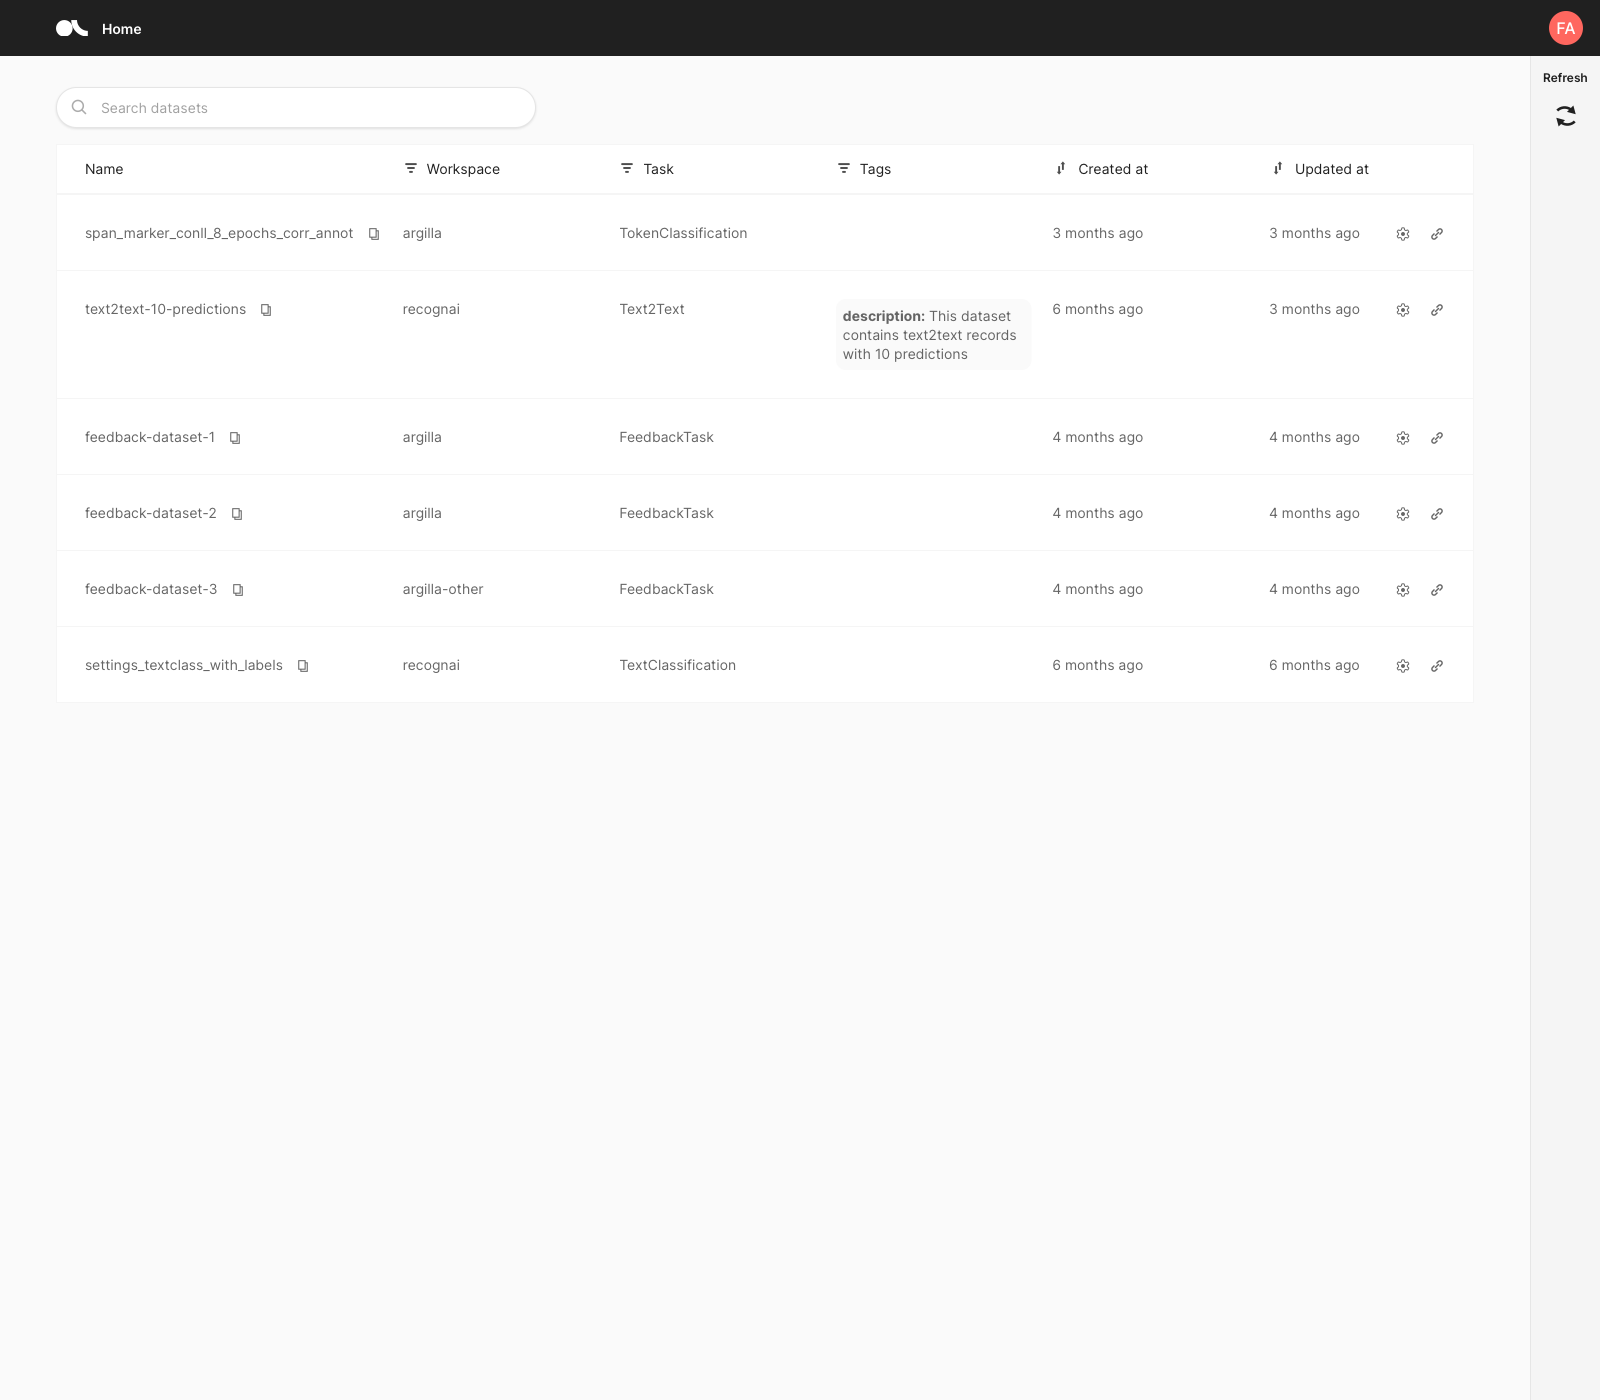 Home
FA
Refresh
Search datasets
Name Workspace Task Tags Created at Updated at
span_marker_conll_8_epochs_corr_annot argilla TokenClassification 3 months ago 3 months ago
text2text-10-predictions recognai Text2Text 6 months ago 3 months ago
description: This dataset
contains text2text records
with 10 predictions
feedback-dataset-1 argilla FeedbackTask 4 months ago 4 months ago
feedback-dataset-2 argilla FeedbackTask 4 months ago 4 months ago
feedback-dataset-3 argilla-other FeedbackTask 4 months ago 4 months ago
settings_textclass_with_labels recognai TextClassification 6 months ago 6 months ago